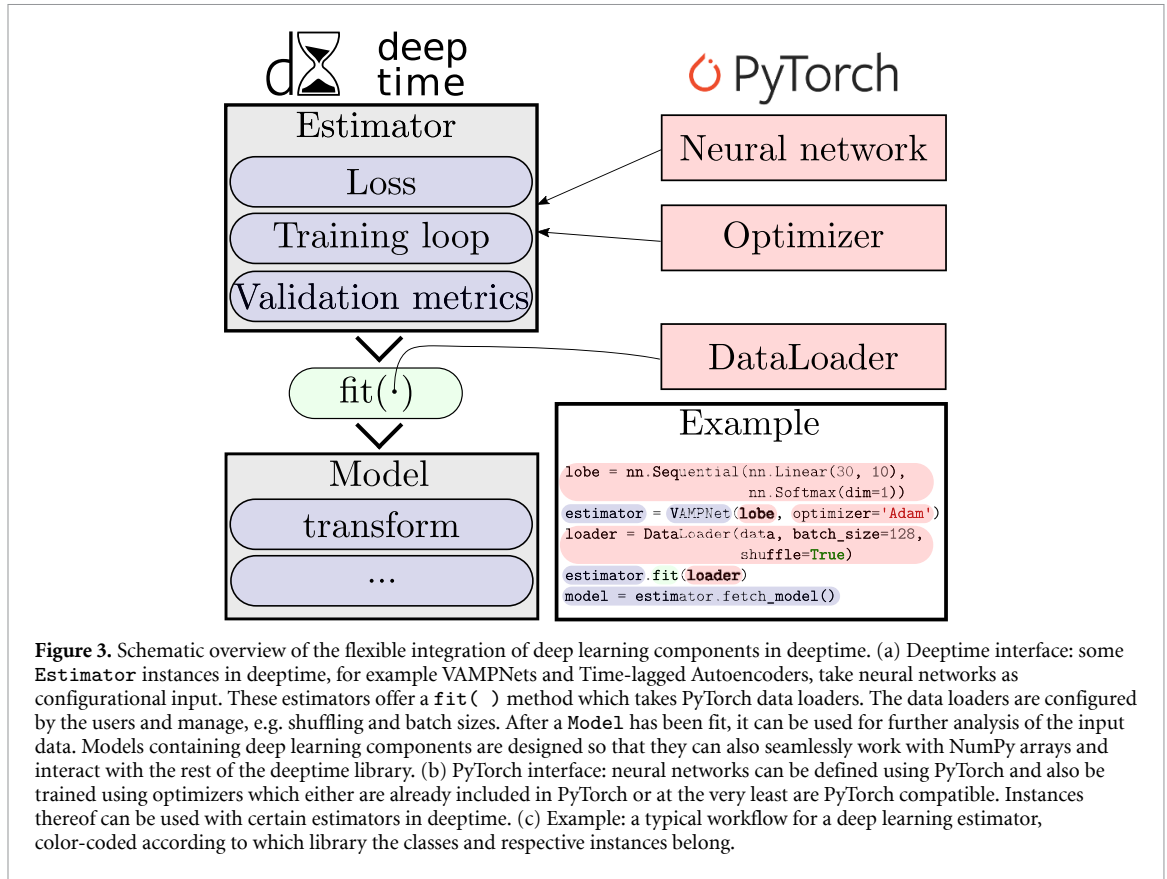 d deep time
PyTorch
Estimator
Loss
Training loop
Validation metrics
Neural network
Optimizer
DataLoader
fit(·)
Model
transform
...
Example
lobe = nn.Sequential(nn.Linear(30, 10),
nn.Softmax(dim=1))
estimator = VAMPNet(lobe, optimizer='Adam')
loader = DataLoader(data, batch_size=128,
shuffle=True)
estimator.fit(loader)
model = estimator.fetch_model()
Figure 3. Schematic overview of the flexible integration of deep learning components in deeptime. (a) Deeptime interface: some
Estimator instances in deeptime, for example VAMPNets and Time-lagged Autoencoders, take neural networks as
configurational input. These estimators offer a fit( ) method which takes PyTorch data loaders. The data loaders are configured
by the users and manage, e.g. shuffling and batch sizes. After a Model has been fit, it can be used for further analysis of the input
data. Models containing deep learning components are designed so that they can also seamlessly work with NumPy arrays and
interact with the rest of the deeptime library. (b) PyTorch interface: neural networks can be defined using PyTorch and also be
trained using optimizers which either are already included in PyTorch or at the very least are PyTorch compatible. Instances
thereof can be used with certain estimators in deeptime. (c) Example: a typical workflow for a deep learning estimator,
color-coded according to which library the classes and respective instances belong.